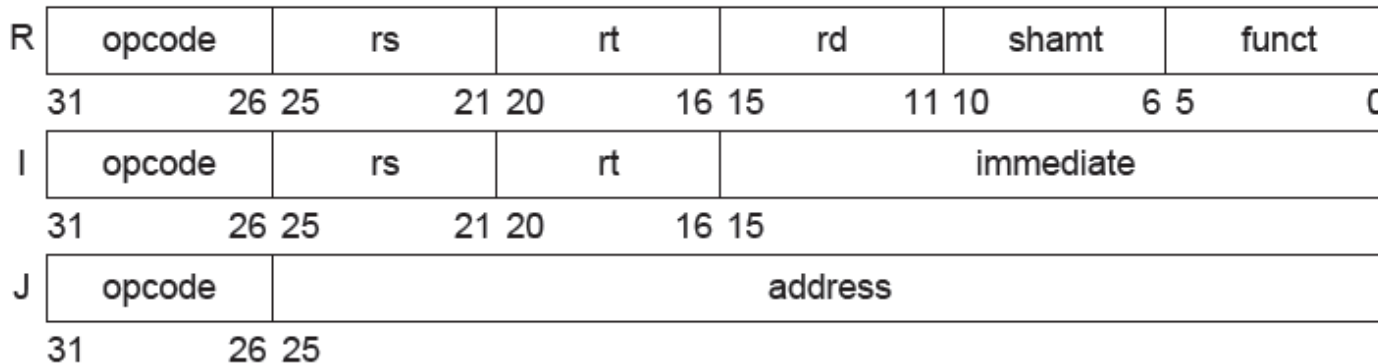 R opcode rs rt rd shamt funct
31 26 25 21 20 16 15 11 10 6 5 0
I opcode rs rt immediate
31 26 25 21 20 16 15
J opcode address
31 26 25